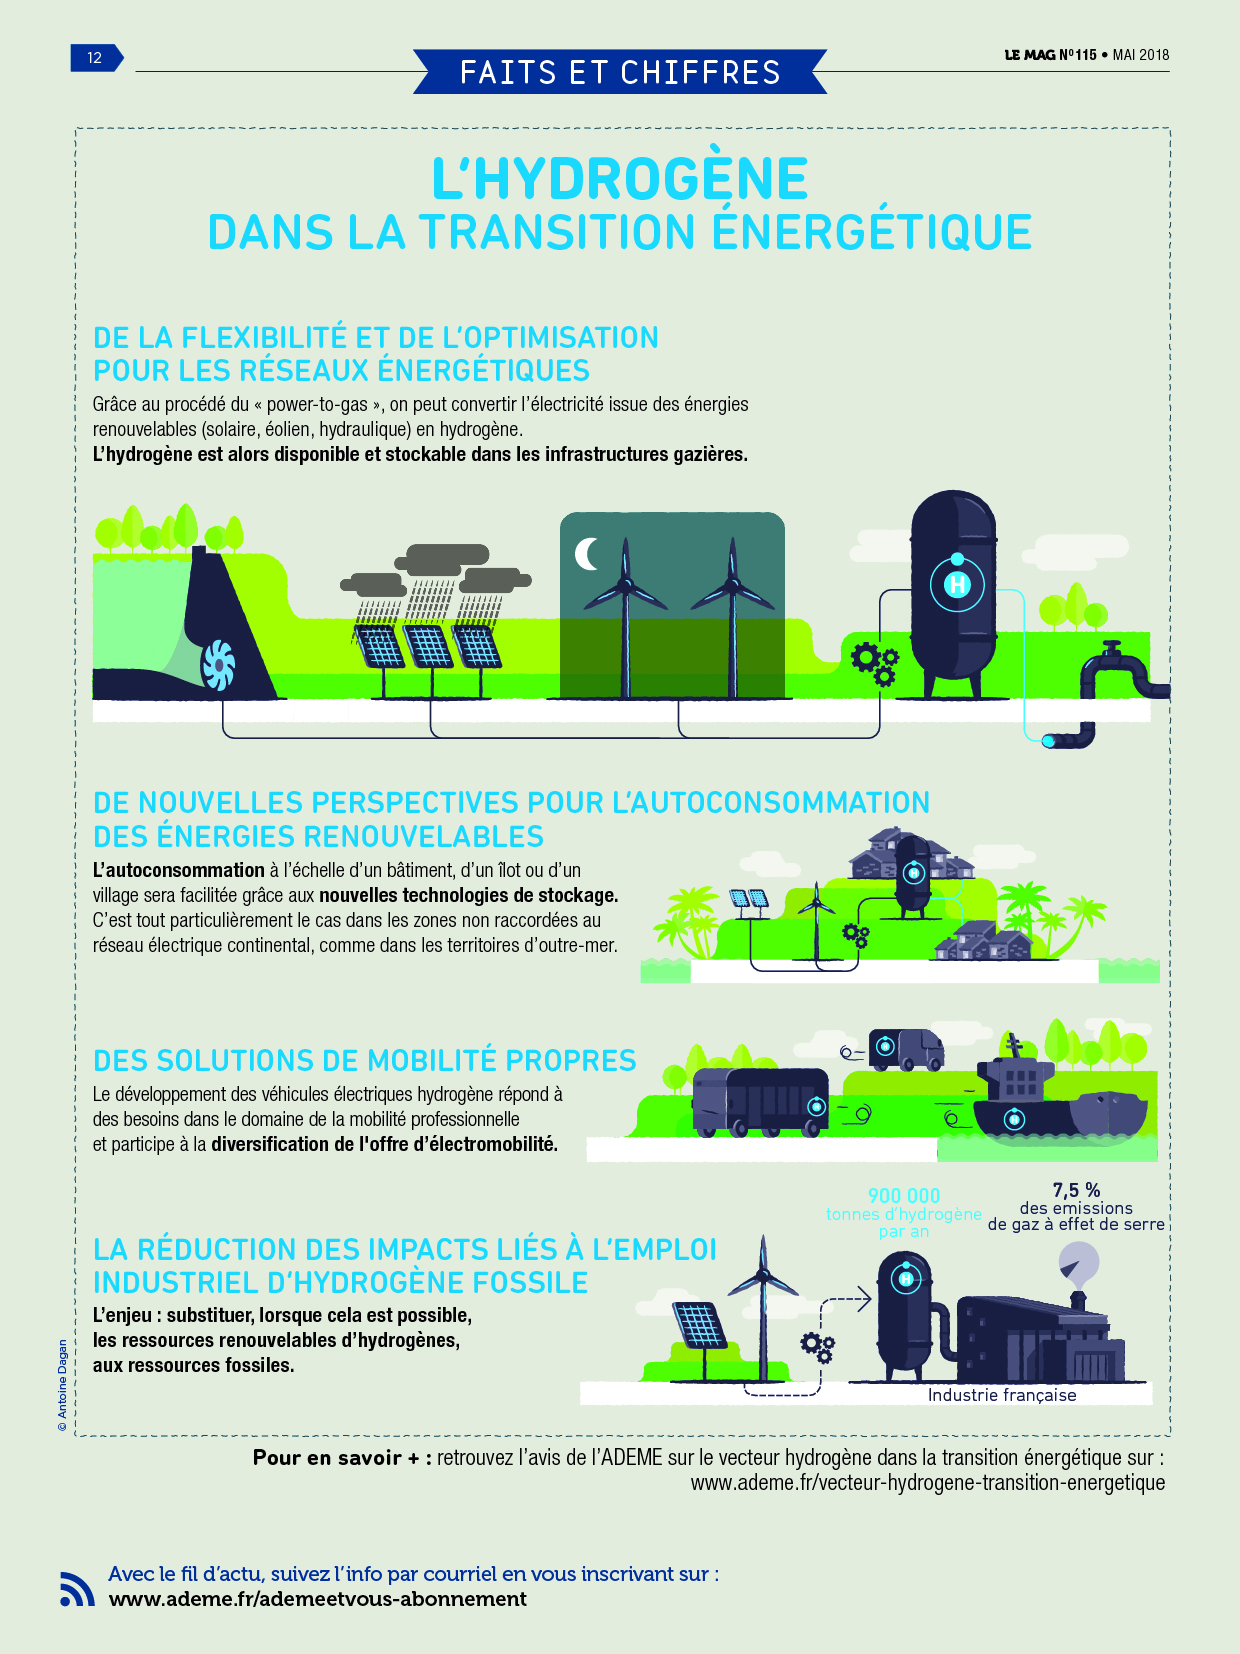 12
FAITS ET CHIFFRES
LE MAG Nº115 • MAI 2018
L'HYDROGÈNE
DANS LA TRANSITION ÉNERGÉTIQUE
DE LA FLEXIBILITÉ ET DE L'OPTIMISATION
POUR LES RÉSEAUX ÉNERGÉTIQUES
Grâce au procédé du « power-to-gas », on peut convertir l'électricité issue des énergies
renouvelables (solaire, éolien, hydraulique) en hydrogène.
L'hydrogène est alors disponible et stockable dans les infrastructures gazières.
H
DE NOUVELLES PERSPECTIVES POUR L'AUTOCONSOMMATION
DES ÉNERGIES RENOUVELABLES
L'autoconsommation à l'échelle d'un bâtiment, d'un îlot ou d'un
village sera facilitée grâce aux nouvelles technologies de stockage.
C'est tout particulièrement le cas dans les zones non raccordées au
réseau électrique continental, comme dans les territoires d'outre-mer.
H
DES SOLUTIONS DE MOBILITÉ PROPRES
Le développement des véhicules électriques hydrogène répond à
des besoins dans le domaine de la mobilité professionnelle
et participe à la diversification de l'offre d'électromobilité.
H
H
H
LA RÉDUCTION DES IMPACTS LIÉS À L'EMPLOI
INDUSTRIEL D'HYDROGÈNE FOSSILE
L'enjeu : substituer, lorsque cela est possible,
les ressources renouvelables d'hydrogènes,
aux ressources fossiles.
900 000
tonnes d'hydrogène
par an
7,5 %
des emissions
de gaz à effet de serre
H
Industrie française
© Antoine Dagan
Pour en savoir + : retrouvez l'avis de l'ADEME sur le vecteur hydrogène dans la transition énergétique sur :
www.ademe.fr/vecteur-hydrogene-transition-energetique
Avec le fil d'actu, suivez l'info par courriel en vous inscrivant sur :
www.ademe.fr/ademeetvous-abonnement